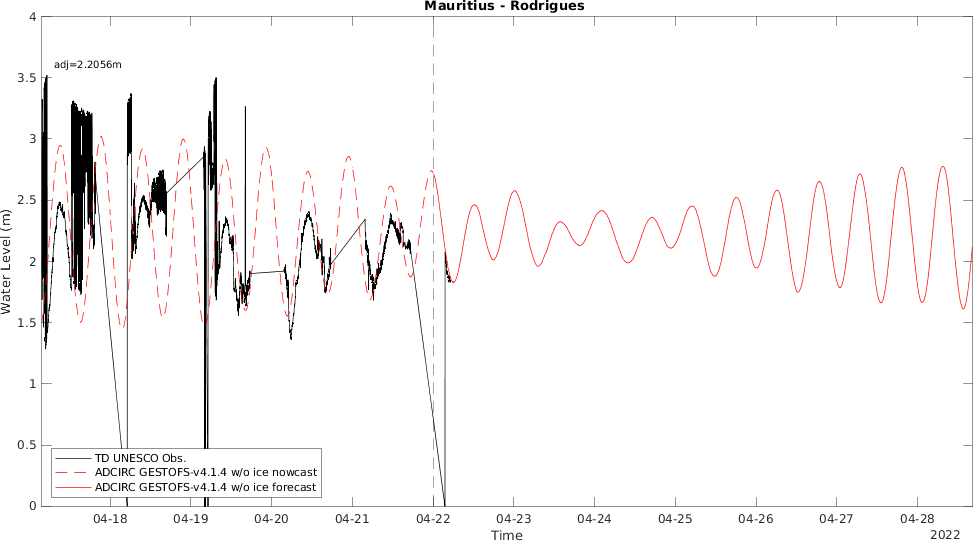 Mauritius - Rodrigues
adj=2.2056m
4
3.5
3
2.5
2
1.5
1
0.5
0
Water Level (m)
TD UNESCO Obs.
ADCIRC GESTOFS-v4.1.4 w/o ice nowcast
ADCIRC GESTOFS-v4.1.4 w/o ice forecast
04-18 04-19 04-20 04-21 04-22 04-23 04-24 04-25 04-26 04-27 04-28
Time
2022